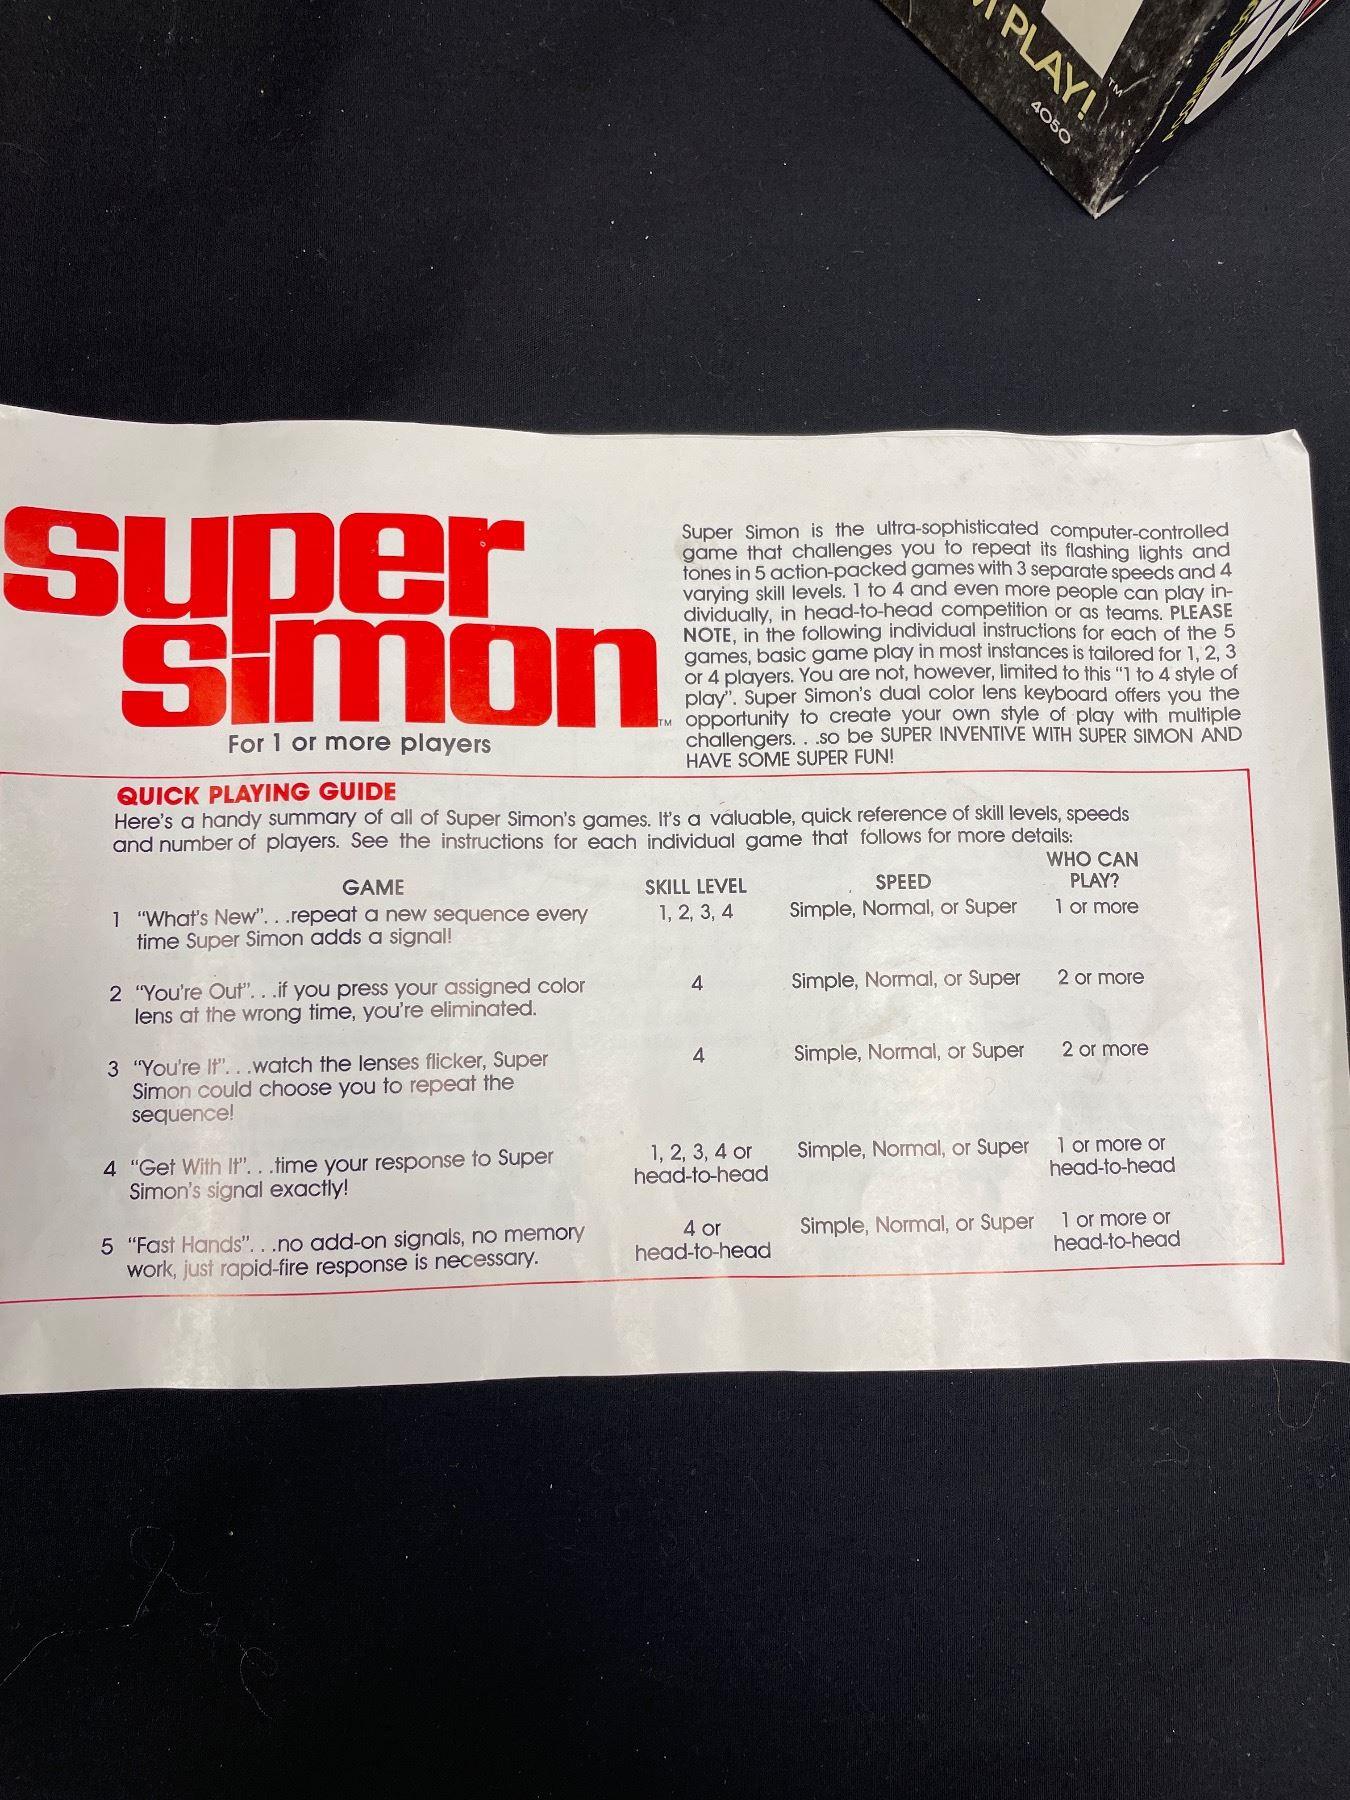 PLAY!
™
4050
super
simon
™
For 1 or more players
Super Simon is the ultra-sophisticated computer-controlled
game that challenges you to repeat its flashing lights and
tones in 5 action-packed games with 3 separate speeds and 4
varying skill levels. 1 to 4 and even more people can play in-
dividually, in head-to-head competition or as teams. PLEASE
NOTE, in the following individual instructions for each of the 5
games, basic game play in most instances is tailored for 1, 2, 3
or 4 players. You are not, however, limited to this "1 to 4 style of
play". Super Simon's dual color lens keyboard offers you the
opportunity to create your own style of play with multiple
challengers. . .so be SUPER INVENTIVE WITH SUPER SIMON AND
HAVE SOME SUPER FUN!
QUICK PLAYING GUIDE
Here's a handy summary of all of Super Simon's games. It's a valuable, quick reference of skill levels, speeds
and number of players. See the instructions for each individual game that follows for more details:
GAME SKILL LEVEL SPEED WHO CAN
PLAY?
1 "What's New". . .repeat a new sequence every 1, 2, 3, 4 Simple, Normal, or Super 1 or more
time Super Simon adds a signal!
2 "You're Out". . .if you press your assigned color 4 Simple, Normal, or Super 2 or more
lens at the wrong time, you're eliminated.
3 "You're It". . .watch the lenses flicker, Super 4 Simple, Normal, or Super 2 or more
Simon could choose you to repeat the
sequence!
4 "Get With It". . .time your response to Super 1, 2, 3, 4 or Simple, Normal, or Super 1 or more or
Simon's signal exactly! head-to-head head-to-head
5 "Fast Hands". . .no add-on signals, no memory 4 or Simple, Normal, or Super 1 or more or
work, just rapid-fire response is necessary. head-to-head head-to-head